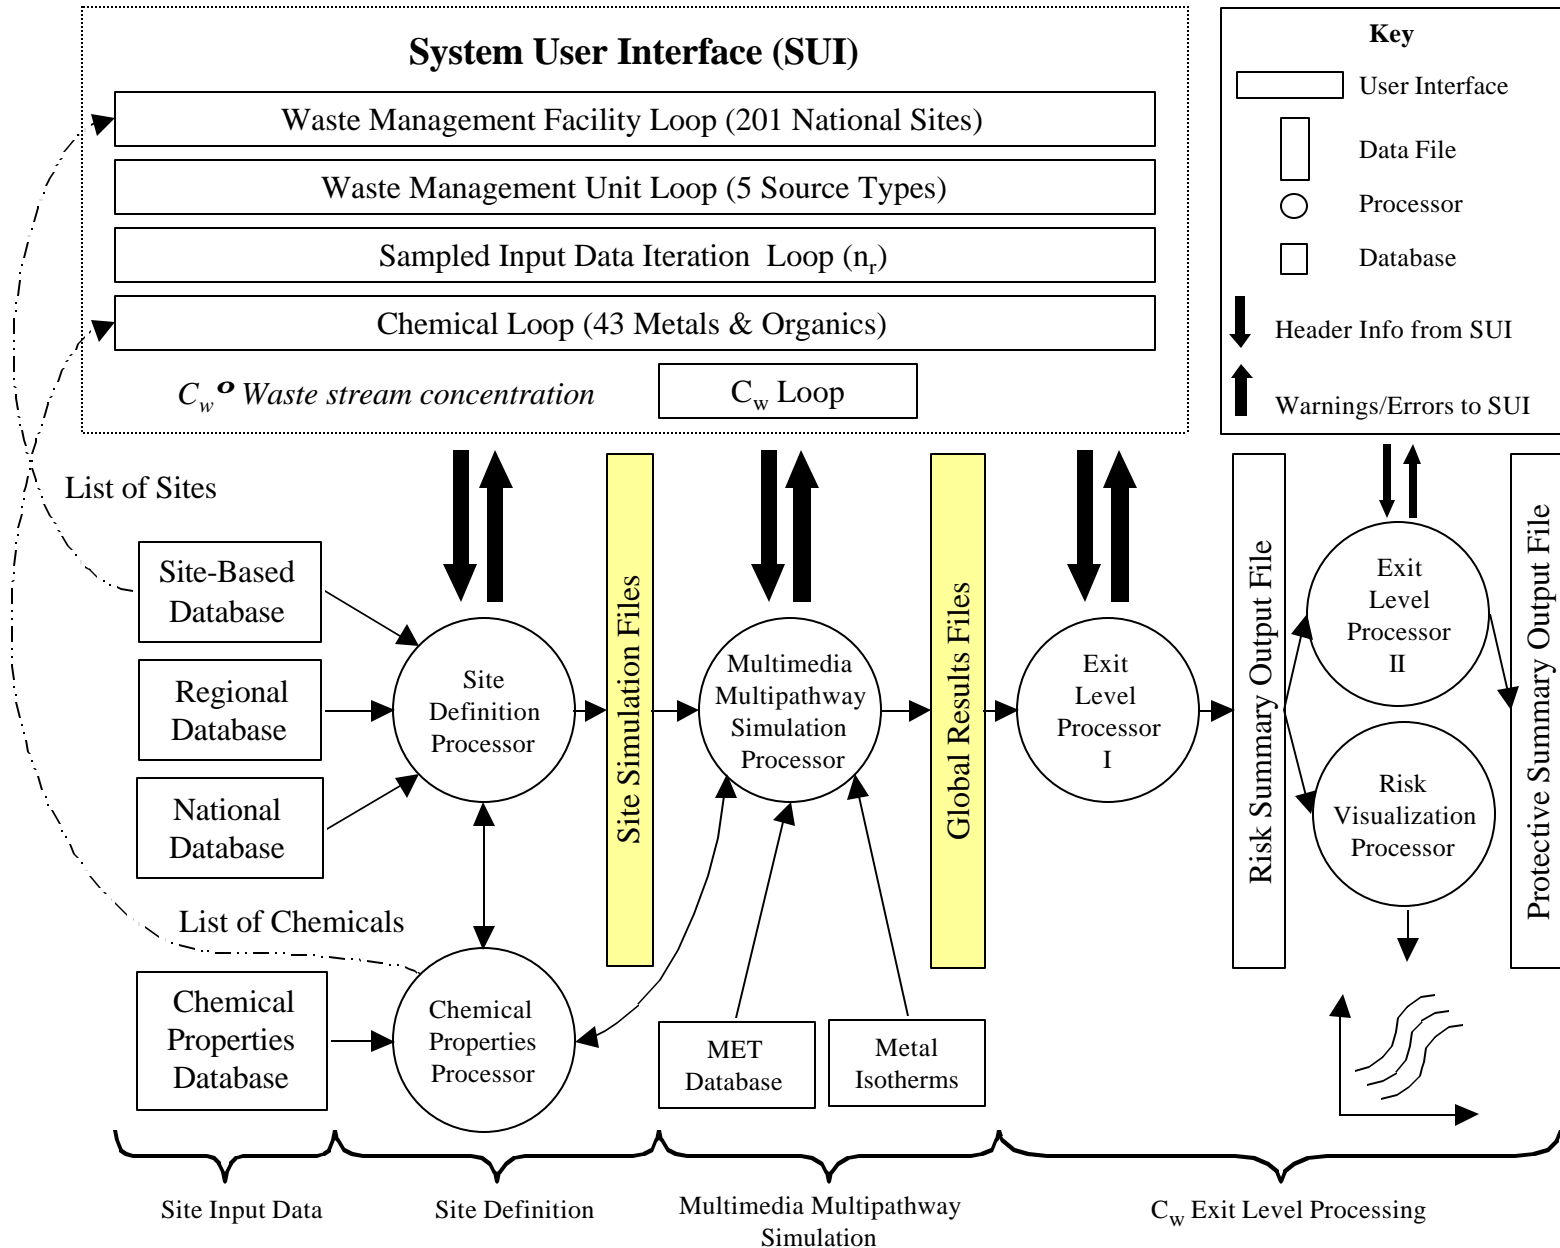 System User Interface (SUI)
Waste Management Facility Loop (201 National Sites)
Waste Management Unit Loop (5 Source Types)
Sampled Input Data Iteration Loop (nr)
Chemical Loop (43 Metals & Organics)
Cw º Waste stream concentration
Cw Loop
Key
User Interface
Data File
Processor
Database
Header Info from SUI
Warnings/Errors to SUI
List of Sites
Site-Based
Database
Regional
Database
National
Database
List of Chemicals
Chemical
Properties
Database
Site
Definition
Processor
Chemical
Properties
Processor
Site Simulation Files
Multimedia
Multipathway
Simulation
Processor
MET
Database
Metal
Isotherms
Global Results Files
Exit
Level
Processor
I
Risk Summary Output File
Exit
Level
Processor
II
Risk
Visualization
Processor
Protective Summary Output File
Site Input Data
Site Definition
Multimedia Multipathway
Simulation
Cw Exit Level Processing